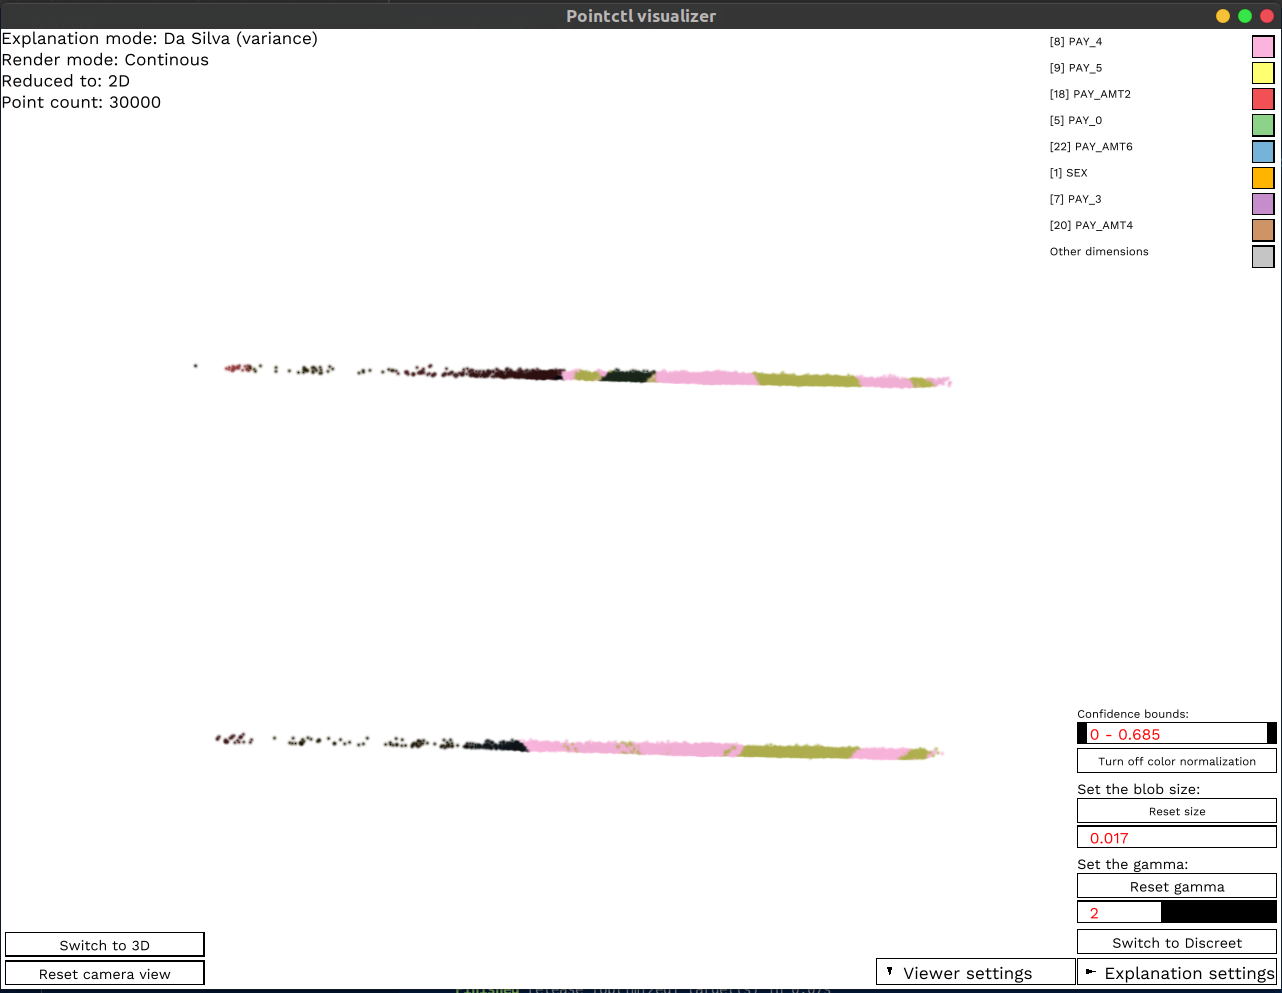 Pointctl visualizer
Explanation mode: Da Silva (variance)
Render mode: Continous
Reduced to: 2D
Point count: 30000
[8] PAY_4
[9] PAY_5
[18] PAY_AMT2
[5] PAY_0
[22] PAY_AMT6
[1] SEX
[7] PAY_3
[20] PAY_AMT4
Other dimensions
Confidence bounds:
0 - 0.685
Turn off color normalization
Set the blob size:
Reset size
0.017
Set the gamma:
Reset gamma
2
Switch to Discreet
Switch to 3D
Reset camera view
Viewer settings
Explanation settings